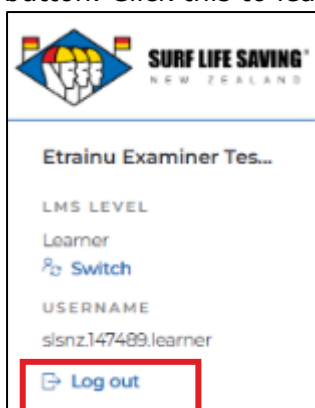 button. Click this to lea
SURF LIFE SAVING
NEW ZEALAND
Etrainu Examiner Tes...
LMS LEVEL
Learner
Switch
USERNAME
slsnz.147489.learner
Log out